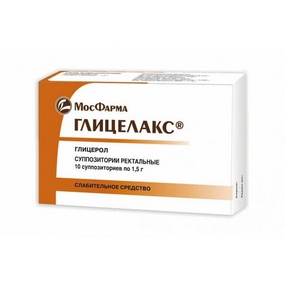 МосФарма
ГЛИЦЕЛАКС®
ГЛИЦЕРОЛ
СУППОЗИТОРИИ РЕКТАЛЬНЫЕ
10 суппозиториев по 1,5 г
СЛАБИТЕЛЬНОЕ СРЕДСТВО